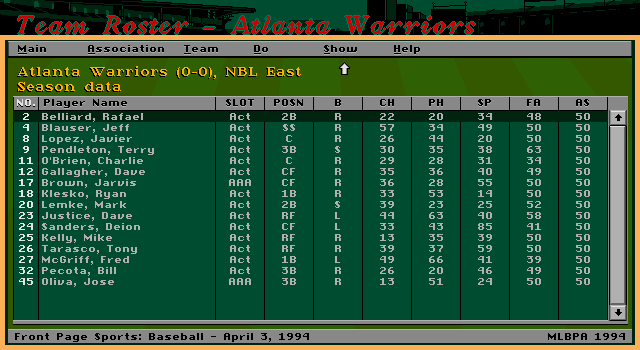 Team Roster - Atlanta Warriors
Main Association Team Do Show Help
Atlanta Warriors (0-0), NBL East
Season data
NO. Player Name SLOT POSN B CH PH SP FA AS
2 Belliard, Rafael Act 2B R 22 20 34 48 50
4 Blauser, Jeff Act SS R 57 34 49 50 50
8 Lopez, Javier Act C R 26 44 20 50 50
9 Pendleton, Terry Act 3B S 30 35 38 63 50
11 O'Brien, Charlie Act C R 29 28 31 34 50
12 Gallagher, Dave Act CF R 35 36 40 49 50
17 Brown, Jarvis AAA CF R 36 28 55 50 50
18 Klesko, Ryan Act 1B R 33 53 14 50 50
20 Lemke, Mark Act 2B S 39 23 25 52 50
23 Justice, Dave Act RF L 44 63 40 58 50
24 Sanders, Deion Act CF L 33 43 85 41 50
25 Kelly, Mike Act RF R 13 35 39 50 50
26 Tarasco, Tony Act RF R 39 37 59 50 50
27 McGriff, Fred Act 1B L 49 66 41 39 50
32 Pecota, Bill Act 3B R 26 20 46 49 50
45 Oliva, Jose AAA 3B R 13 51 24 50 50
Front Page Sports: Baseball - April 3, 1994 MLBPA 1994